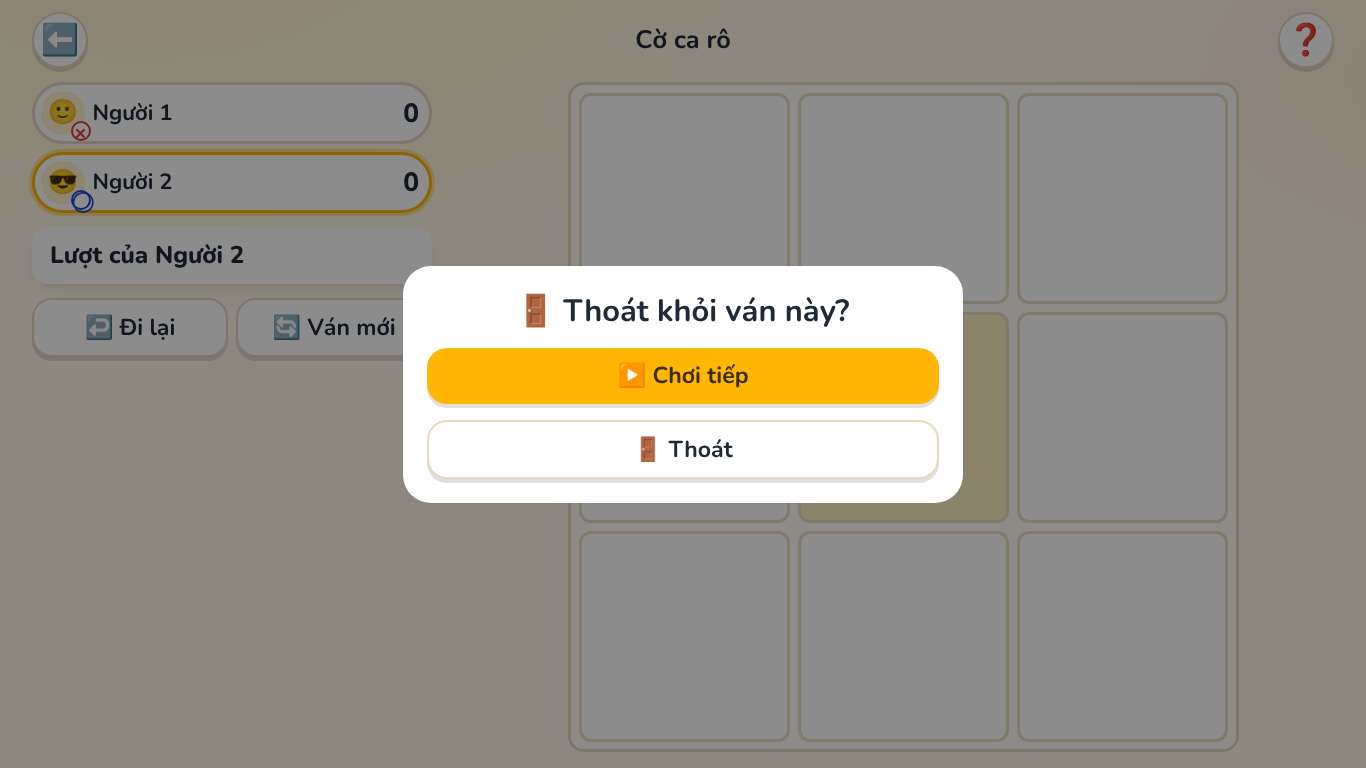 Cờ ca rô
Người 1 0
Người 2 0
Lượt của Người 2
Đi lại
Ván mới
Thoát khỏi ván này?
Chơi tiếp
Thoát